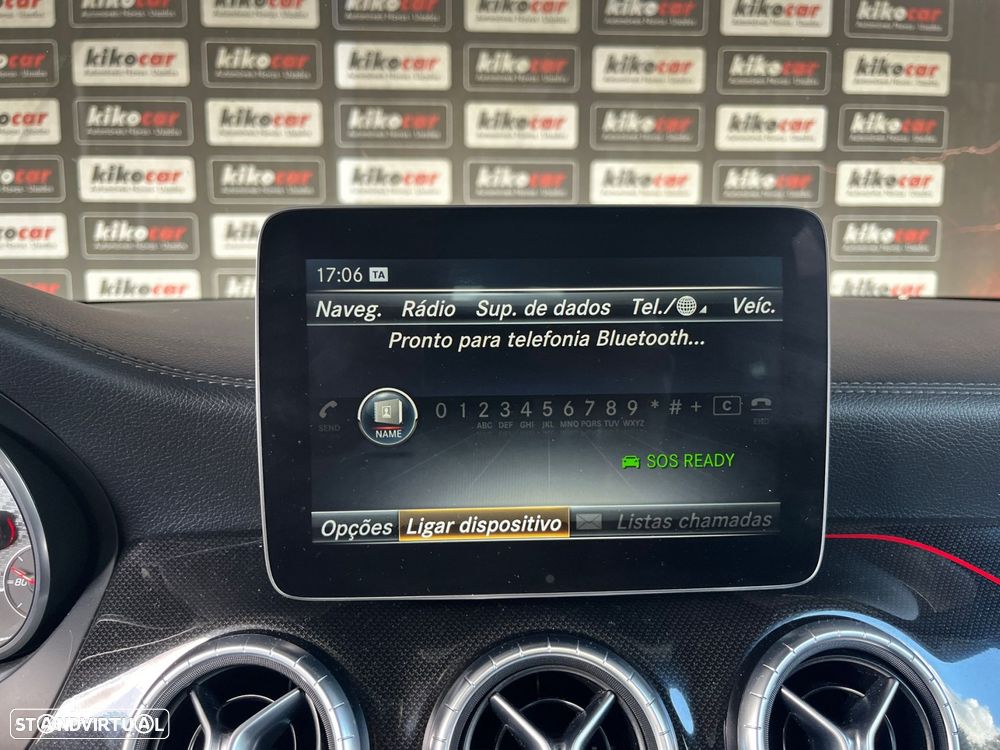 kikocar
17:06 TA
Naveg. Rádio Sup. de dados Tel./ Veíc.
Pronto para telefonia Bluetooth...
SEND NAME 0 1 2 3 4 5 6 7 8 9 * # + C END
ABC DEF GHI JKL MNO PQRS TUV WXYZ
SOS READY
Opções Ligar dispositivo Listas chamadas
80
STANDVIRTUAL